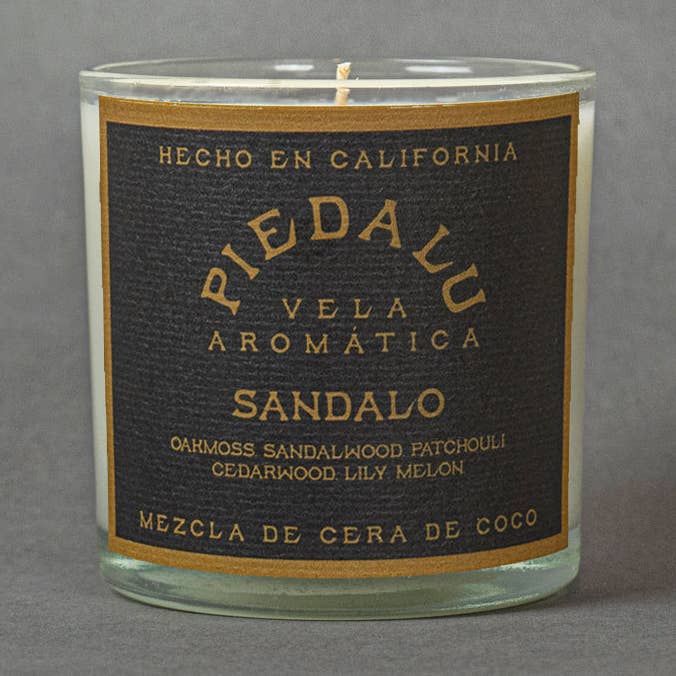 HECHO EN CALIFORNIA
PIEDALU
VELA
AROMÁTICA
SANDALO
OAKMOSS SANDALWOOD PATCHOULI
CEDARWOOD LILY MELON
MEZCLA DE CERA DE COCO